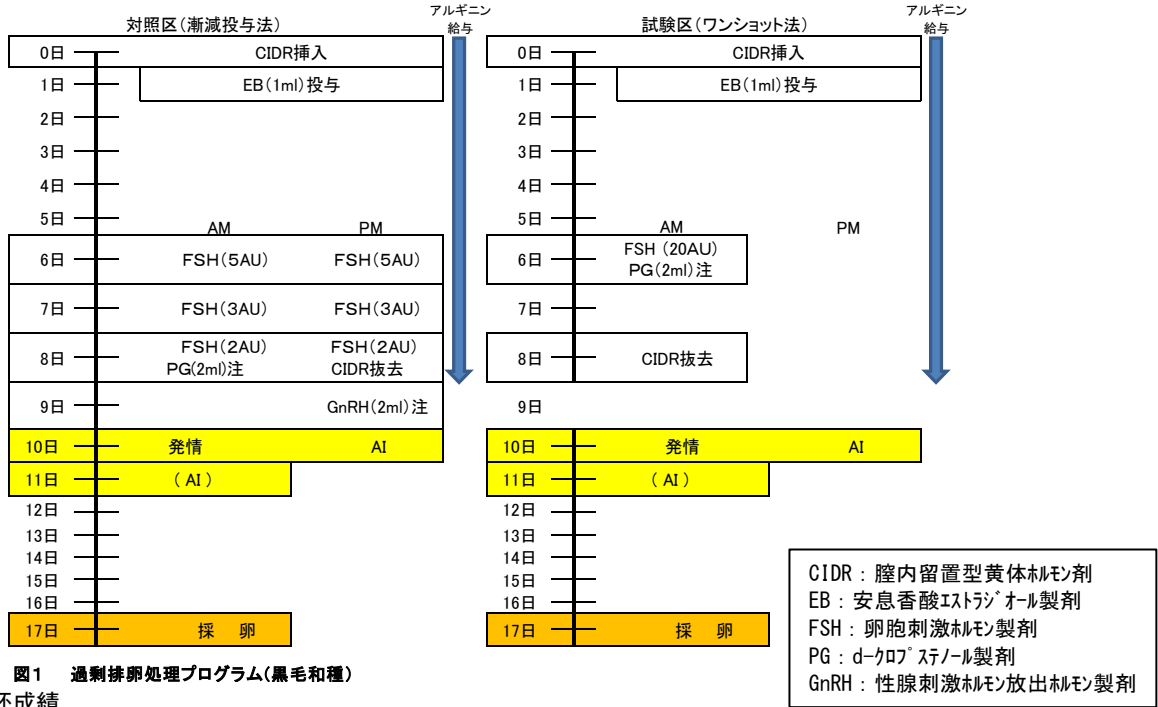 対照区(漸減投与法)
アルギニン
給与
0日 CIDR挿入
1日 EB(1ml)投与
2日
3日
4日
5日
AM PM
6日 FSH(5AU) FSH(5AU)
7日 FSH(3AU) FSH(3AU)
8日 FSH(2AU) FSH(2AU)
PG(2ml)注 CIDR抜去
9日 GnRH(2ml)注
10日 発情 AI
11日 (AI)
12日
13日
14日
15日
16日
17日 採 卵
試験区(ワンショット法)
アルギニン
給与
0日 CIDR挿入
1日 EB(1ml)投与
2日
3日
4日
5日
AM PM
6日 FSH (20AU)
PG(2ml)注
7日
8日 CIDR抜去
9日
10日 発情 AI
11日 (AI)
12日
13日
14日
15日
16日
17日 採 卵
CIDR：膣内留置型黄体ﾎﾙﾓﾝ剤
EB：安息香酸ｴｽﾄﾗｼﾞｵｰﾙ製剤
FSH：卵胞刺激ﾎﾙﾓﾝ製剤
PG：d-ｸﾛﾌﾟｽﾃﾉｰﾙ製剤
GnRH：性腺刺激ﾎﾙﾓﾝ放出ﾎﾙﾓﾝ製剤
図1 過剰排卵処理プログラム(黒毛和種)
胚成績